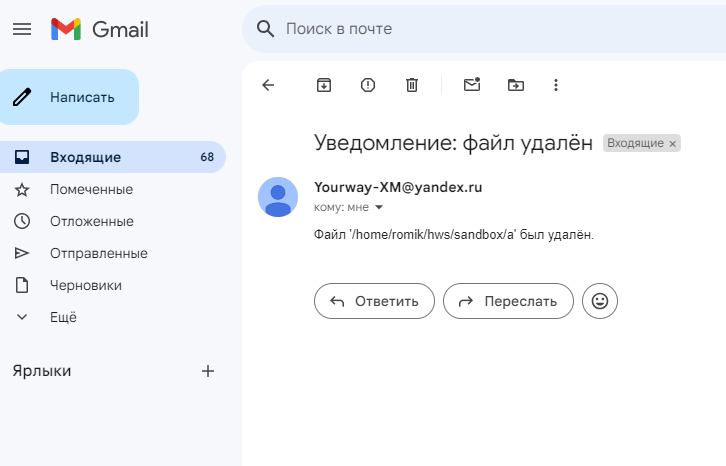 Gmail
Поиск в почте
Написать
Входящие 68
Помеченные
Отложенные
Отправленные
Черновики
Ещё
Ярлыки
Уведомление: файл удалён Входящие ×
Yourway-XM@yandex.ru
кому: мне
Файл '/home/romik/hws/sandbox/a' был удалён.
Ответить Переслать